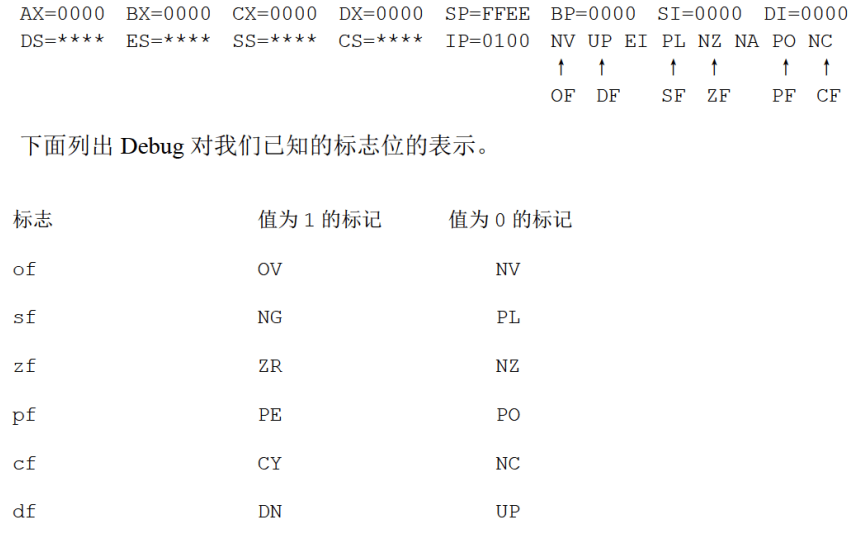 AX=0000 BX=0000 CX=0000 DX=0000 SP=FFEE BP=0000 SI=0000 DI=0000
DS=**** ES=**** SS=**** CS=**** IP=0100 NV UP EI PL NZ NA PO NC
↑ ↑ ↑ ↑ ↑ ↑
OF DF SF ZF PF CF
下面列出 Debug 对我们已知的标志位的表示。
标志 值为 1 的标记 值为 0 的标记
of OV NV
sf NG PL
zf ZR NZ
pf PE PO
cf CY NC
df DN UP